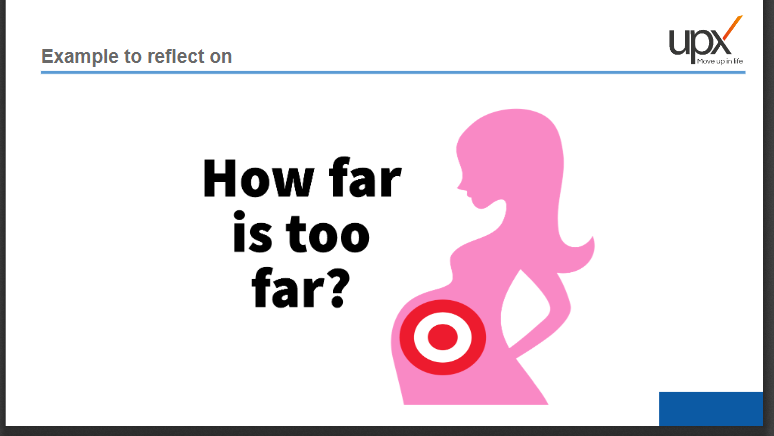 Example to reflect on
upx
Move up in life
How far
is too
far?